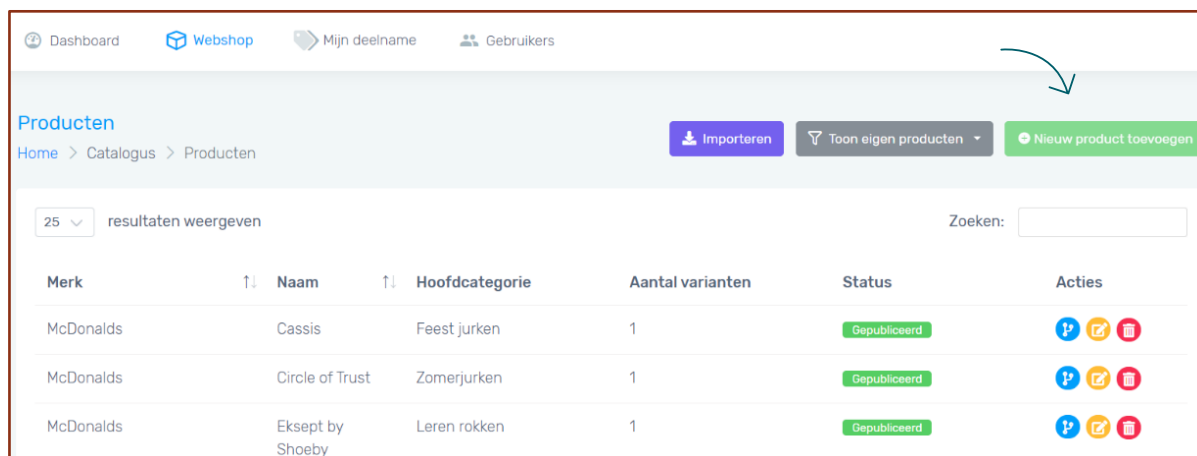 Dashboard Webshop Mijn deelname Gebruikers
Producten
Importeren Toon eigen producten Nieuw product toevoegen
Home > Catalogus > Producten
25 resultaten weergeven Zoeken:
Merk Naam Hoofdcategorie Aantal varianten Status Acties
McDonalds Cassis Feest jurken 1 Gepubliceerd
McDonalds Circle of Trust Zomerjurken 1 Gepubliceerd
McDonalds Eksept by Leren rokken 1 Gepubliceerd
Shoeby